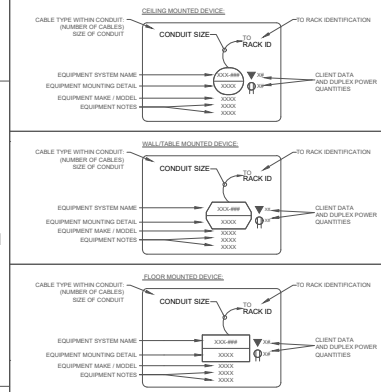 CEILING MOUNTED DEVICE:
CABLE TYPE WITHIN CONDUIT:
(NUMBER OF CABLES)
SIZE OF CONDUIT
CONDUIT SIZE
TO
RACK ID
TO RACK IDENTIFICATION
EQUIPMENT SYSTEM NAME
XXX-###
X#
EQUIPMENT MOUNTING DETAIL
XXXX
X#
EQUIPMENT MAKE / MODEL
XXXX
EQUIPMENT NOTES
XXXX
XXXX
CLIENT DATA
AND DUPLEX POWER
QUANTITIES
WALL/TABLE MOUNTED DEVICE:
CABLE TYPE WITHIN CONDUIT:
(NUMBER OF CABLES)
SIZE OF CONDUIT
CONDUIT SIZE
TO
RACK ID
TO RACK IDENTIFICATION
EQUIPMENT SYSTEM NAME
XXX-###
X#
EQUIPMENT MOUNTING DETAIL
XXXX
X#
EQUIPMENT MAKE / MODEL
XXXX
EQUIPMENT NOTES
XXXX
XXXX
CLIENT DATA
AND DUPLEX POWER
QUANTITIES
FLOOR MOUNTED DEVICE:
CABLE TYPE WITHIN CONDUIT:
(NUMBER OF CABLES)
SIZE OF CONDUIT
CONDUIT SIZE
TO
RACK ID
TO RACK IDENTIFICATION
EQUIPMENT SYSTEM NAME
XXX-###
X#
EQUIPMENT MOUNTING DETAIL
XXXX
X#
EQUIPMENT MAKE / MODEL
XXXX
EQUIPMENT NOTES
XXXX
XXXX
CLIENT DATA
AND DUPLEX POWER
QUANTITIES